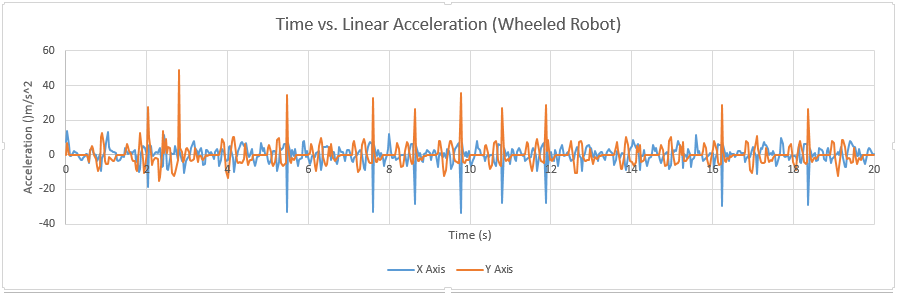 Time vs. Linear Acceleration (Wheeled Robot)
60
40
20
0
-20
-40
Acceleration ()m/s^2
0 2 4 6 8 10 12 14 16 18 20
Time (s)
X Axis Y Axis